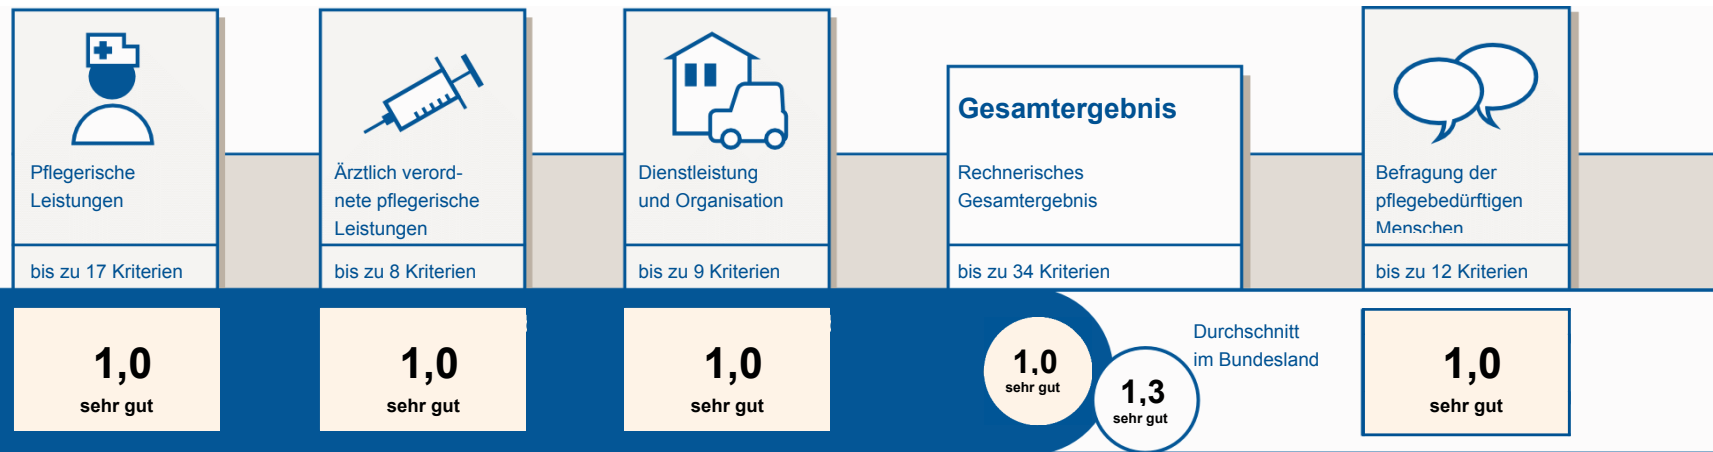 Pflegerische
Leistungen
bis zu 17 Kriterien
1,0
sehr gut
Ärztlich verord-
nete pflegerische
Leistungen
bis zu 8 Kriterien
1,0
sehr gut
Dienstleistung
und Organisation
bis zu 9 Kriterien
1,0
sehr gut
Gesamtergebnis
Rechnerisches
Gesamtergebnis
bis zu 34 Kriterien
1,0
sehr gut
1,3
sehr gut
Durchschnitt
im Bundesland
Befragung der
pflegebedürftigen
Menschen
bis zu 12 Kriterien
1,0
sehr gut